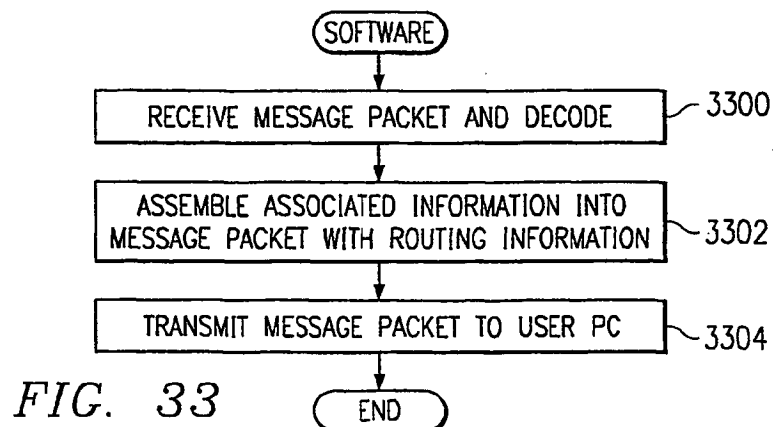 SOFTWARE
RECEIVE MESSAGE PACKET AND DECODE
3300
ASSEMBLE ASSOCIATED INFORMATION INTO
MESSAGE PACKET WITH ROUTING INFORMATION
3302
TRANSMIT MESSAGE PACKET TO USER PC
3304
FIG. 33
END